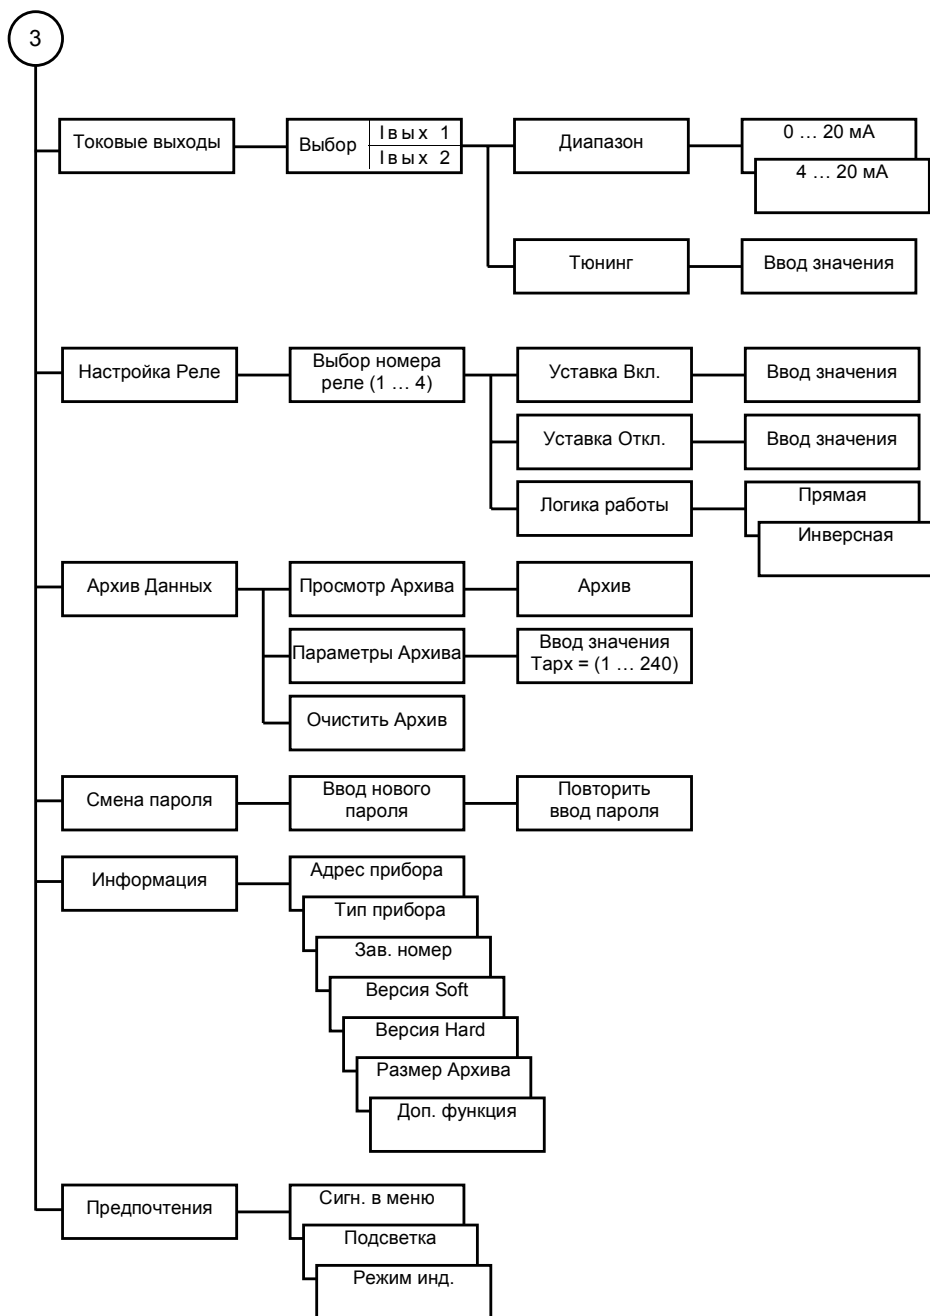 3
Токовые выходы
Выбор
Iвых 1
Iвых 2
Диапазон
0 ... 20 мА
4 ... 20 мА
Тюнинг
Ввод значения
Настройка Реле
Выбор номера
реле (1 ... 4)
Уставка Вкл.
Ввод значения
Уставка Откл.
Ввод значения
Логика работы
Прямая
Инверсная
Архив Данных
Просмотр Архива
Архив
Параметры Архива
Ввод значения
Тарх = (1 ... 240)
Очистить Архив
Смена пароля
Ввод нового
пароля
Повторить
ввод пароля
Информация
Адрес прибора
Тип прибора
Зав. номер
Версия Soft
Версия Hard
Размер Архива
Доп. функция
Предпочтения
Сигн. в меню
Подсветка
Режим инд.